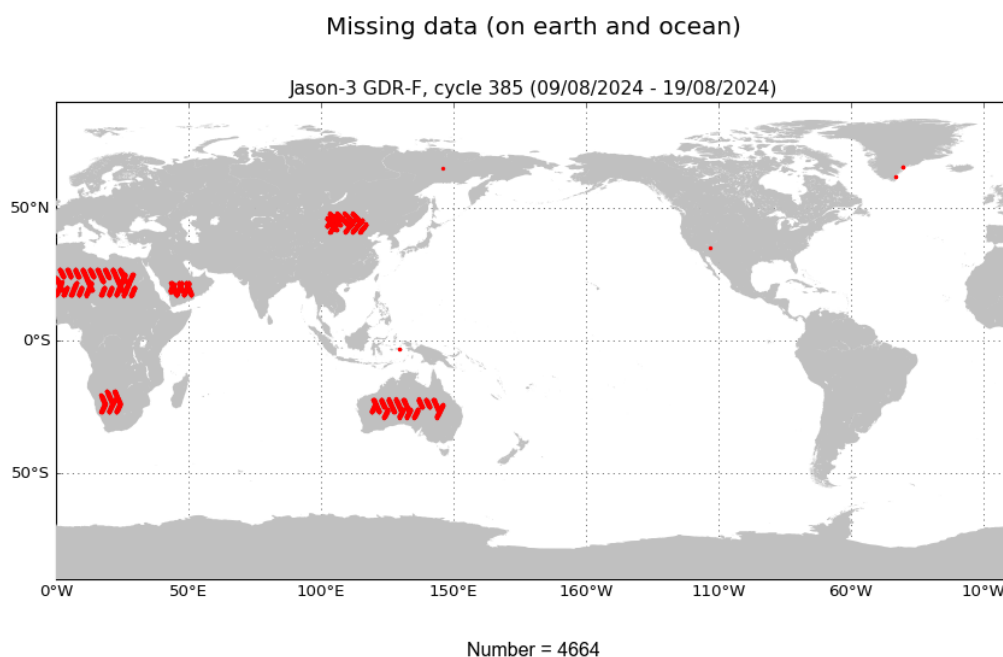 Missing data (on earth and ocean)
Jason-3 GDR-F, cycle 385 (09/08/2024 - 19/08/2024)
50°N
0°S
50°S
0°W 50°E 100°E 150°E 160°W 110°W 60°W 10°W
Number = 4664